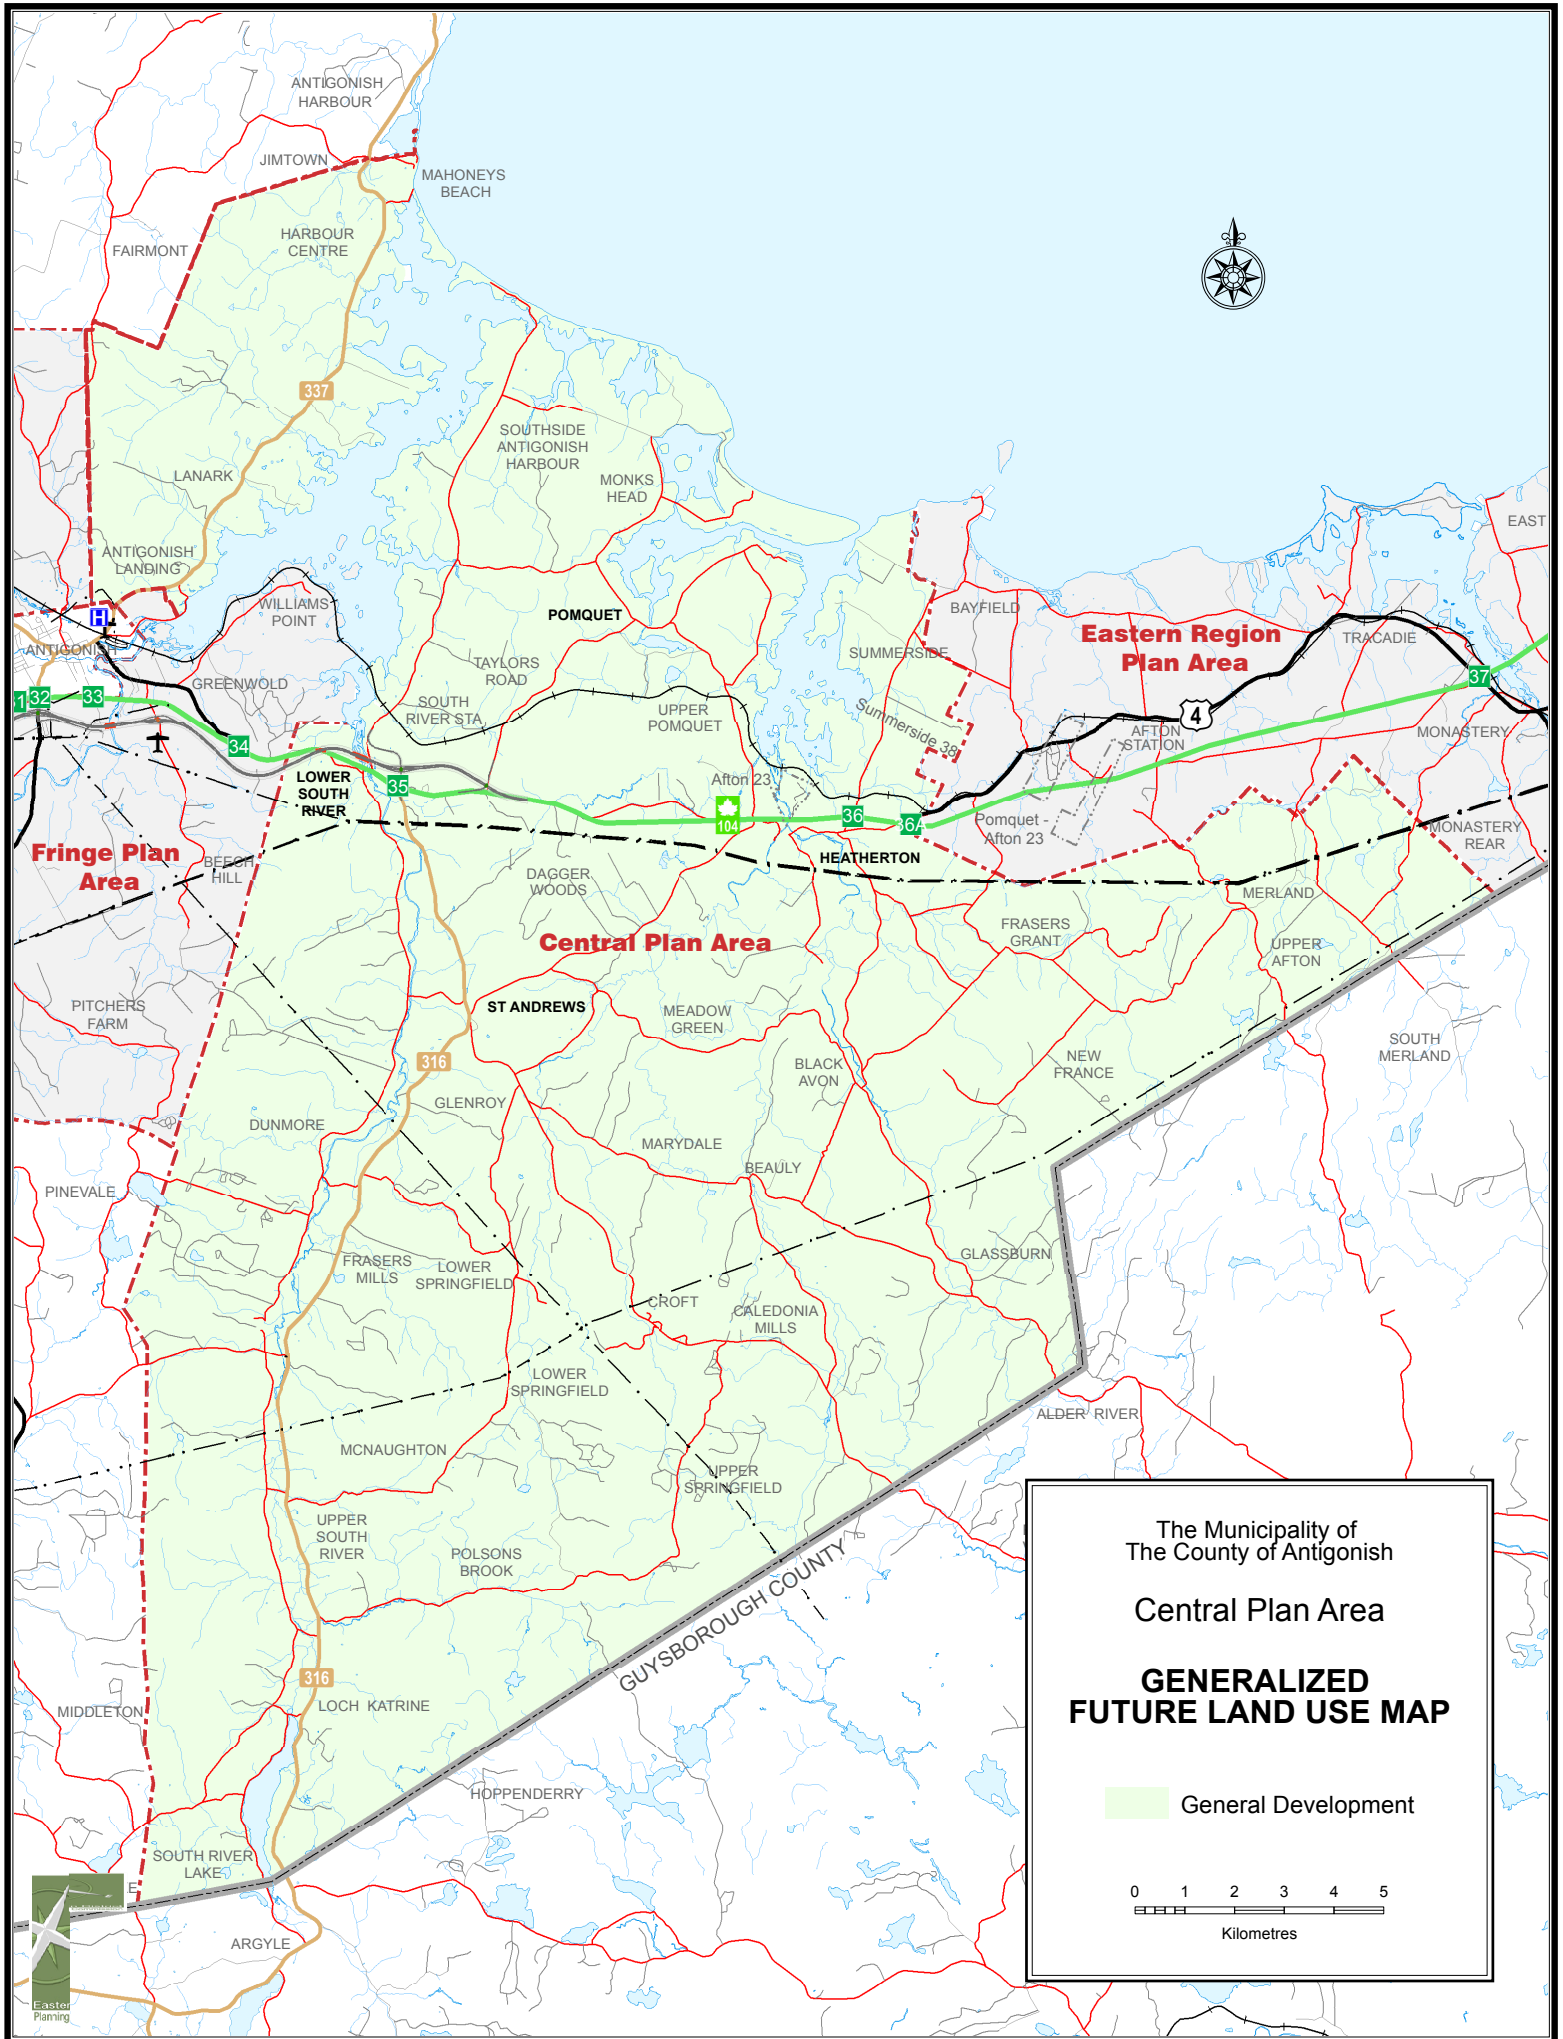 ANTIGONISH
HARBOUR
JIMTOWN
MAHONEYS
BEACH
FAIRMONT
HARBOUR
CENTRE
337
SOUTHSIDE
ANTIGONISH
HARBOUR
LANARK
MONKS
HEAD
EAST
ANTIGONISH
LANDING
WILLIAMS
POINT
H
POMQUET
BAYFIELD
Eastern Region
Plan Area
TRACADIE
ANTIGONISH
SUMMERSIDE
TAYLORS
ROAD
GREENWOLD
31
32
33
37
SOUTH
RIVER STA
UPPER
POMQUET
Summerside 38
4
AFTON
STATION
MONASTERY
34
LOWER
SOUTH
RIVER
35
Afton 23
104
36
36A
Pomquet -
Afton 23
MONASTERY
REAR
Fringe Plan
Area
BEECH
HILL
HEATHERTON
DAGGER
WOODS
MERLAND
FRASERS
GRANT
Central Plan Area
UPPER
AFTON
PITCHERS
FARM
ST ANDREWS
MEADOW
GREEN
SOUTH
MERLAND
316
BLACK
AVON
NEW
FRANCE
GLENROY
DUNMORE
MARYDALE
BEAULY
PINEVALE
FRASERS
MILLS
LOWER
SPRINGFIELD
GLASSBURN
CROFT
CALEDONIA
MILLS
LOWER
SPRINGFIELD
ALDER RIVER
MCNAUGHTON
UPPER
SPRINGFIELD
UPPER
SOUTH
RIVER
POLSONS
BROOK
GUYSBOROUGH COUNTY
316
LOCH KATRINE
MIDDLETON
HOPPENDERRY
SOUTH RIVER
LAKE
E
ARGYLE
Easter
Planning
The Municipality of
The County of Antigonish
Central Plan Area
GENERALIZED
FUTURE LAND USE MAP
General Development
0 1 2 3 4 5
Kilometres